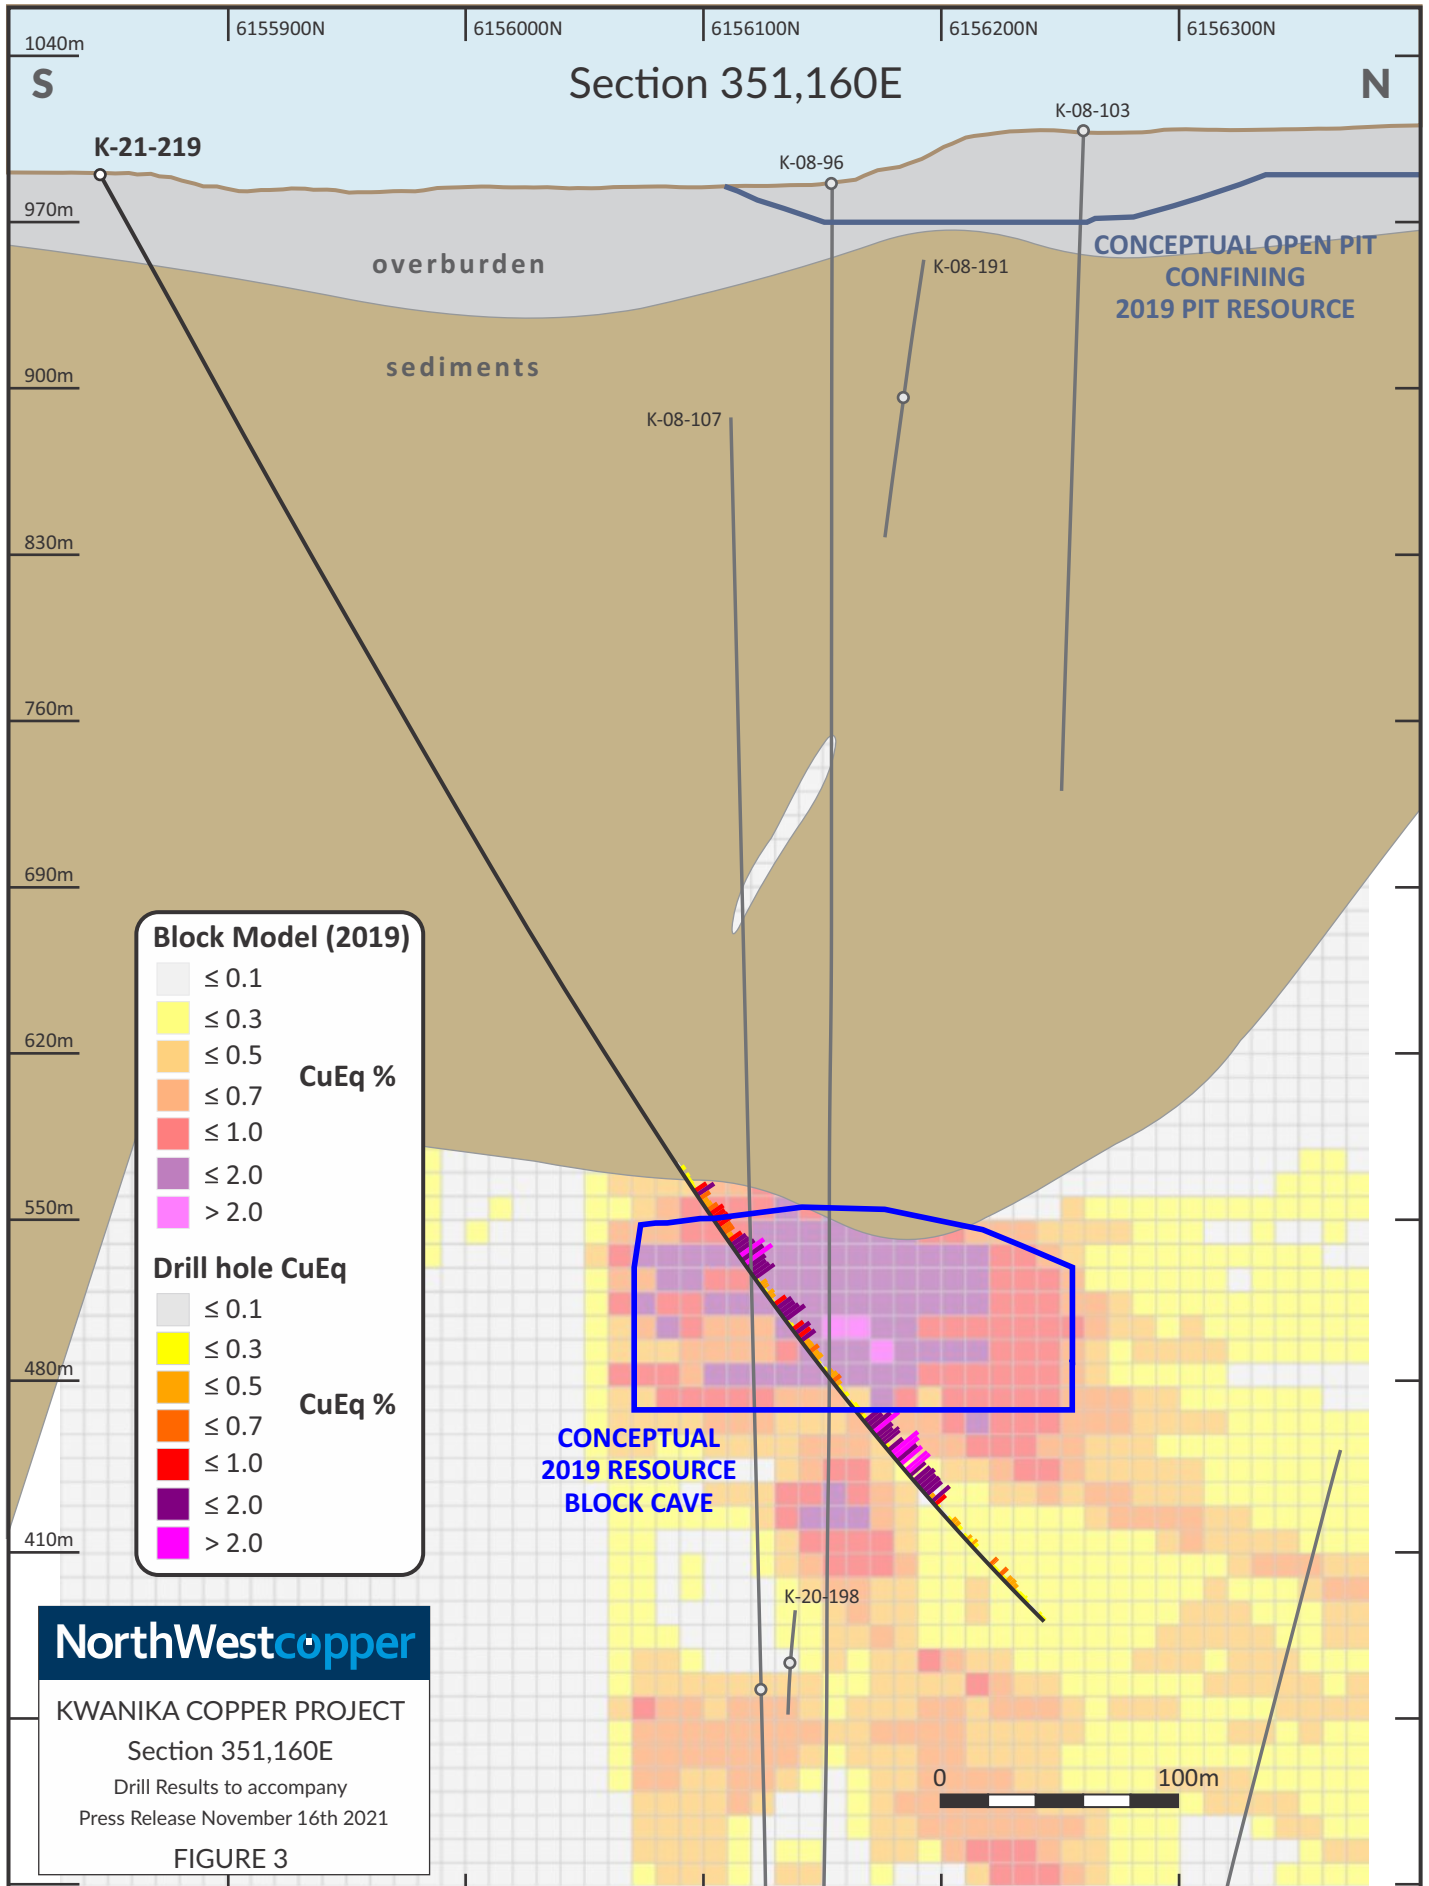 6155900N
6156000N
6156100N
6156200N
6156300N
1040m
S
Section 351,160E
N
K-08-103
K-21-219
K-08-96
970m
CONCEPTUAL OPEN PIT
CONFINING
2019 PIT RESOURCE
overburden
K-08-191
sediments
900m
K-08-107
830m
760m
690m
Block Model (2019)
≤ 0.1
≤ 0.3
≤ 0.5
CuEq %
≤ 0.7
≤ 1.0
≤ 2.0
> 2.0
Drill hole CuEq
≤ 0.1
≤ 0.3
≤ 0.5
CuEq %
≤ 0.7
≤ 1.0
≤ 2.0
> 2.0
620m
550m
480m
410m
CONCEPTUAL
2019 RESOURCE
BLOCK CAVE
K-20-198
NorthWestcopper
KWANIKA COPPER PROJECT
Section 351,160E
Drill Results to accompany
Press Release November 16th 2021
FIGURE 3
0
100m